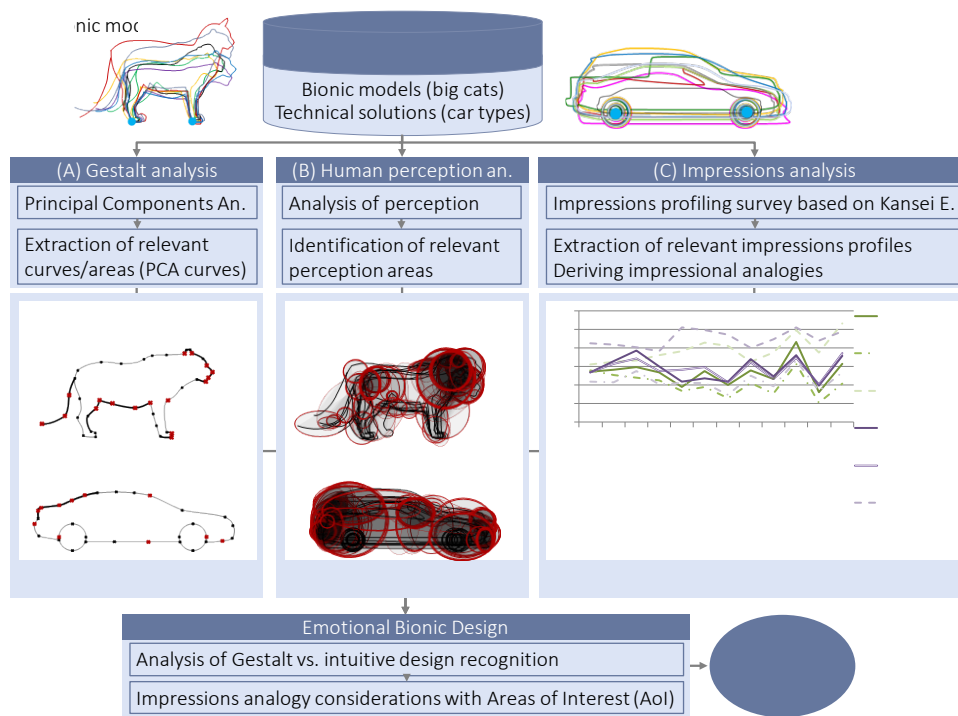 nic mo
Bionic models (big cats)
Technical solutions (car types)
(A) Gestalt analysis
Principal Components An.
Extraction of relevant
curves/areas (PCA curves)
(B) Human perception an.
Analysis of perception
Identification of relevant
perception areas
(C) Impressions analysis
Impressions profiling survey based on Kansei E.
Extraction of relevant impressions profiles
Deriving impressional analogies
Emotional Bionic Design
Analysis of Gestalt vs. intuitive design recognition
Impressions analogy considerations with Areas of Interest (AoI)